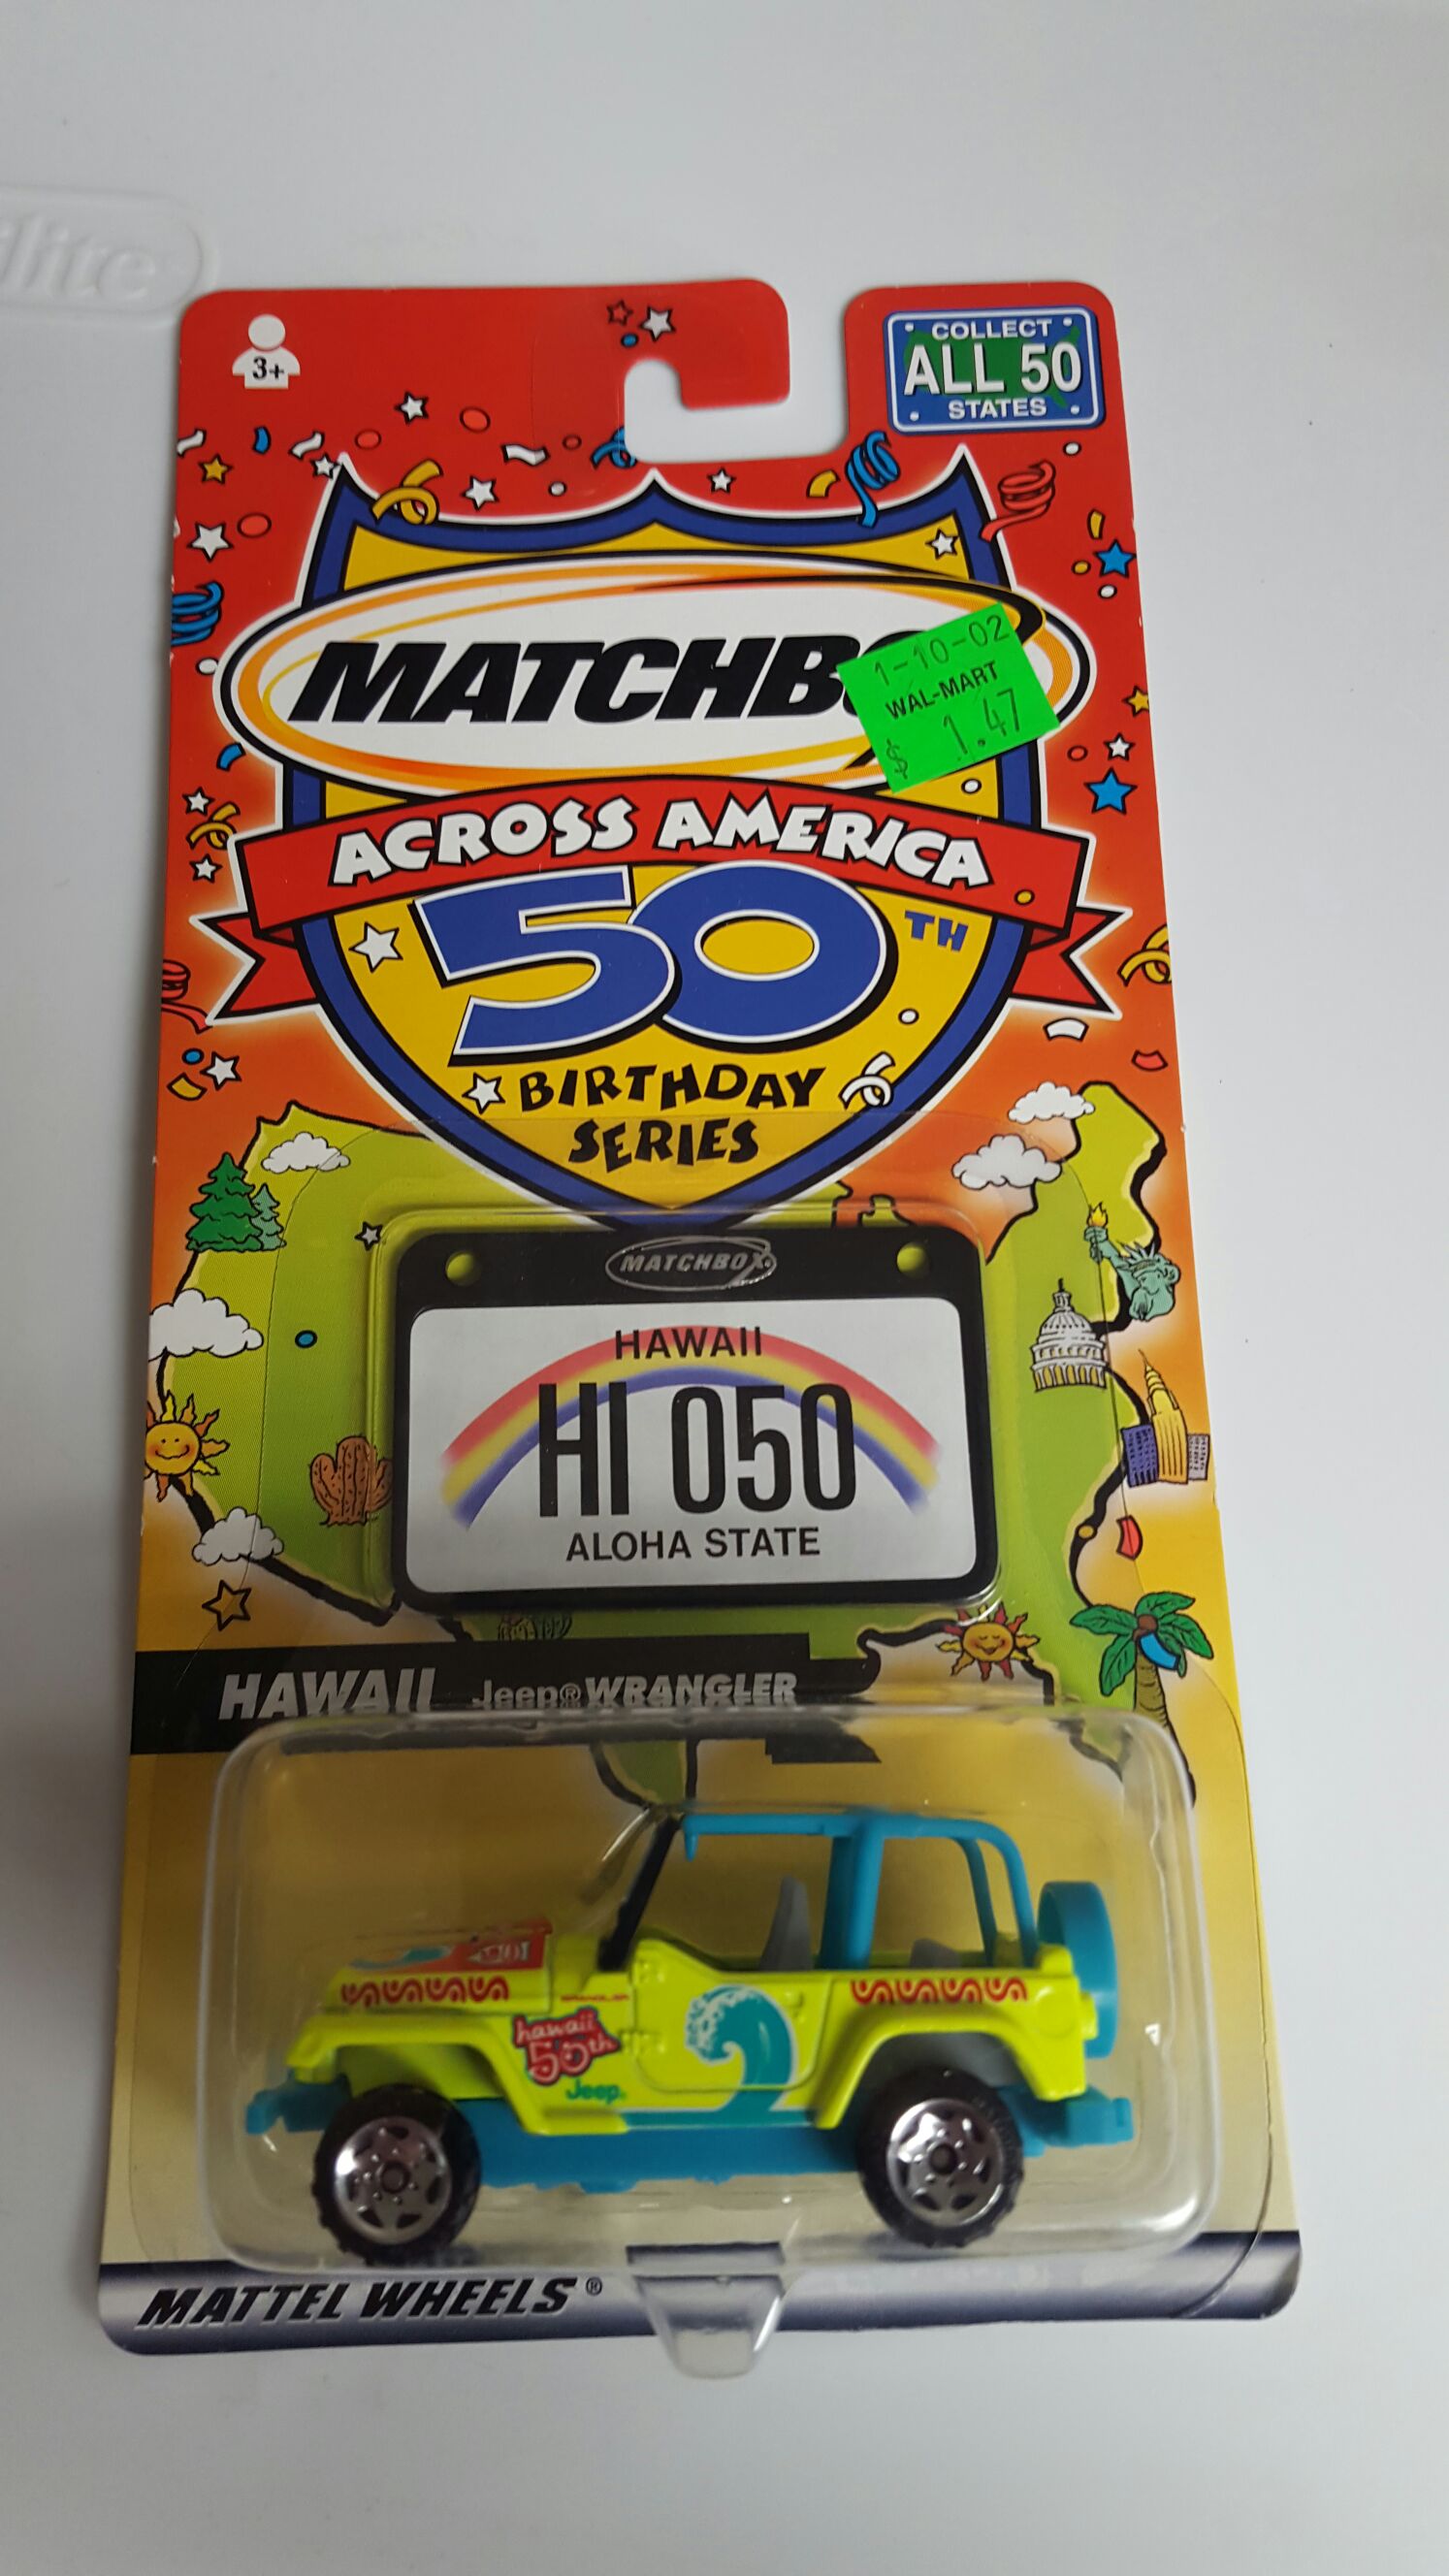 3+
COLLECT
ALL 50
STATES
MATCHBO
1-10-02
WAL-MART
$ 1.47
ACROSS AMERICA
50TH
BIRTHDAY
SERIES
MATCHBOX
HAWAII
HI 050
ALOHA STATE
HAWAII Jeep® WRANGLER
WRANGLER
hawaii
50th
Jeep
MATTEL WHEELS®